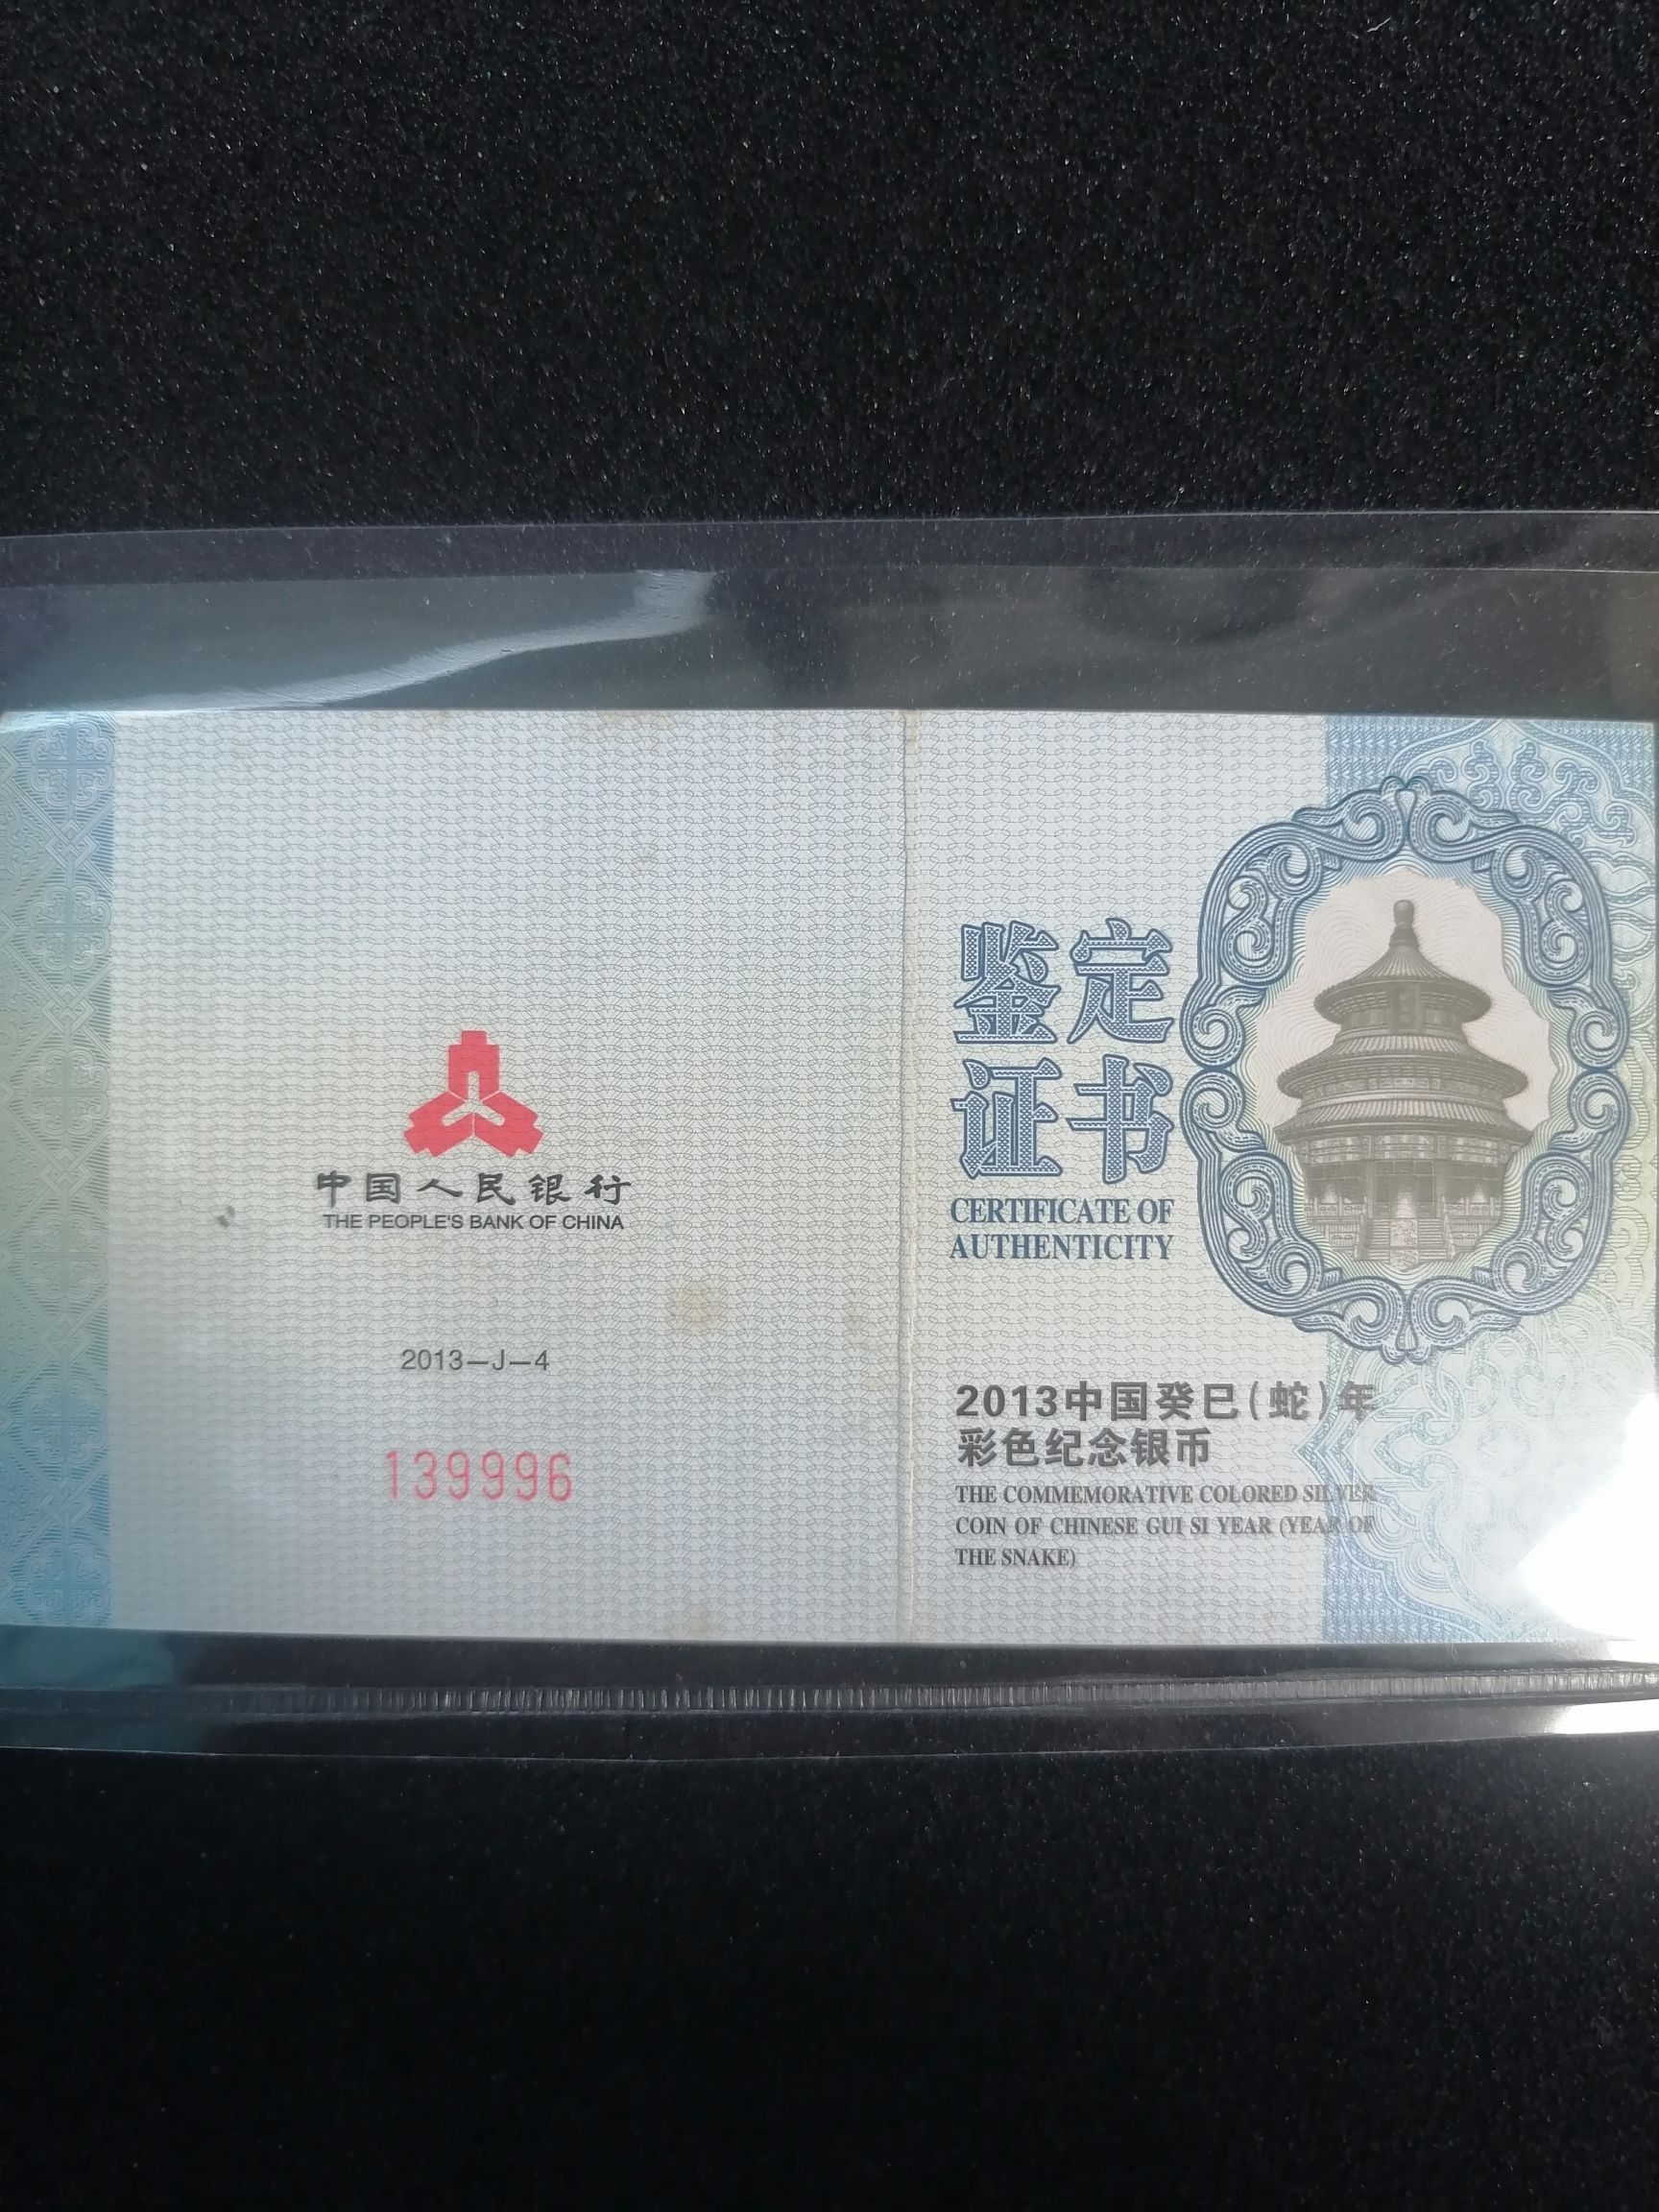 中国人民银行
THE PEOPLE'S BANK OF CHINA
2013—J—4
139996
鉴定
证书
CERTIFICATE OF
AUTHENTICITY
2013中国癸巳(蛇)年
彩色纪念银币
THE COMMEMORATIVE COLORED SILVER
COIN OF CHINESE GUI SI YEAR (YEAR OF
THE SNAKE)